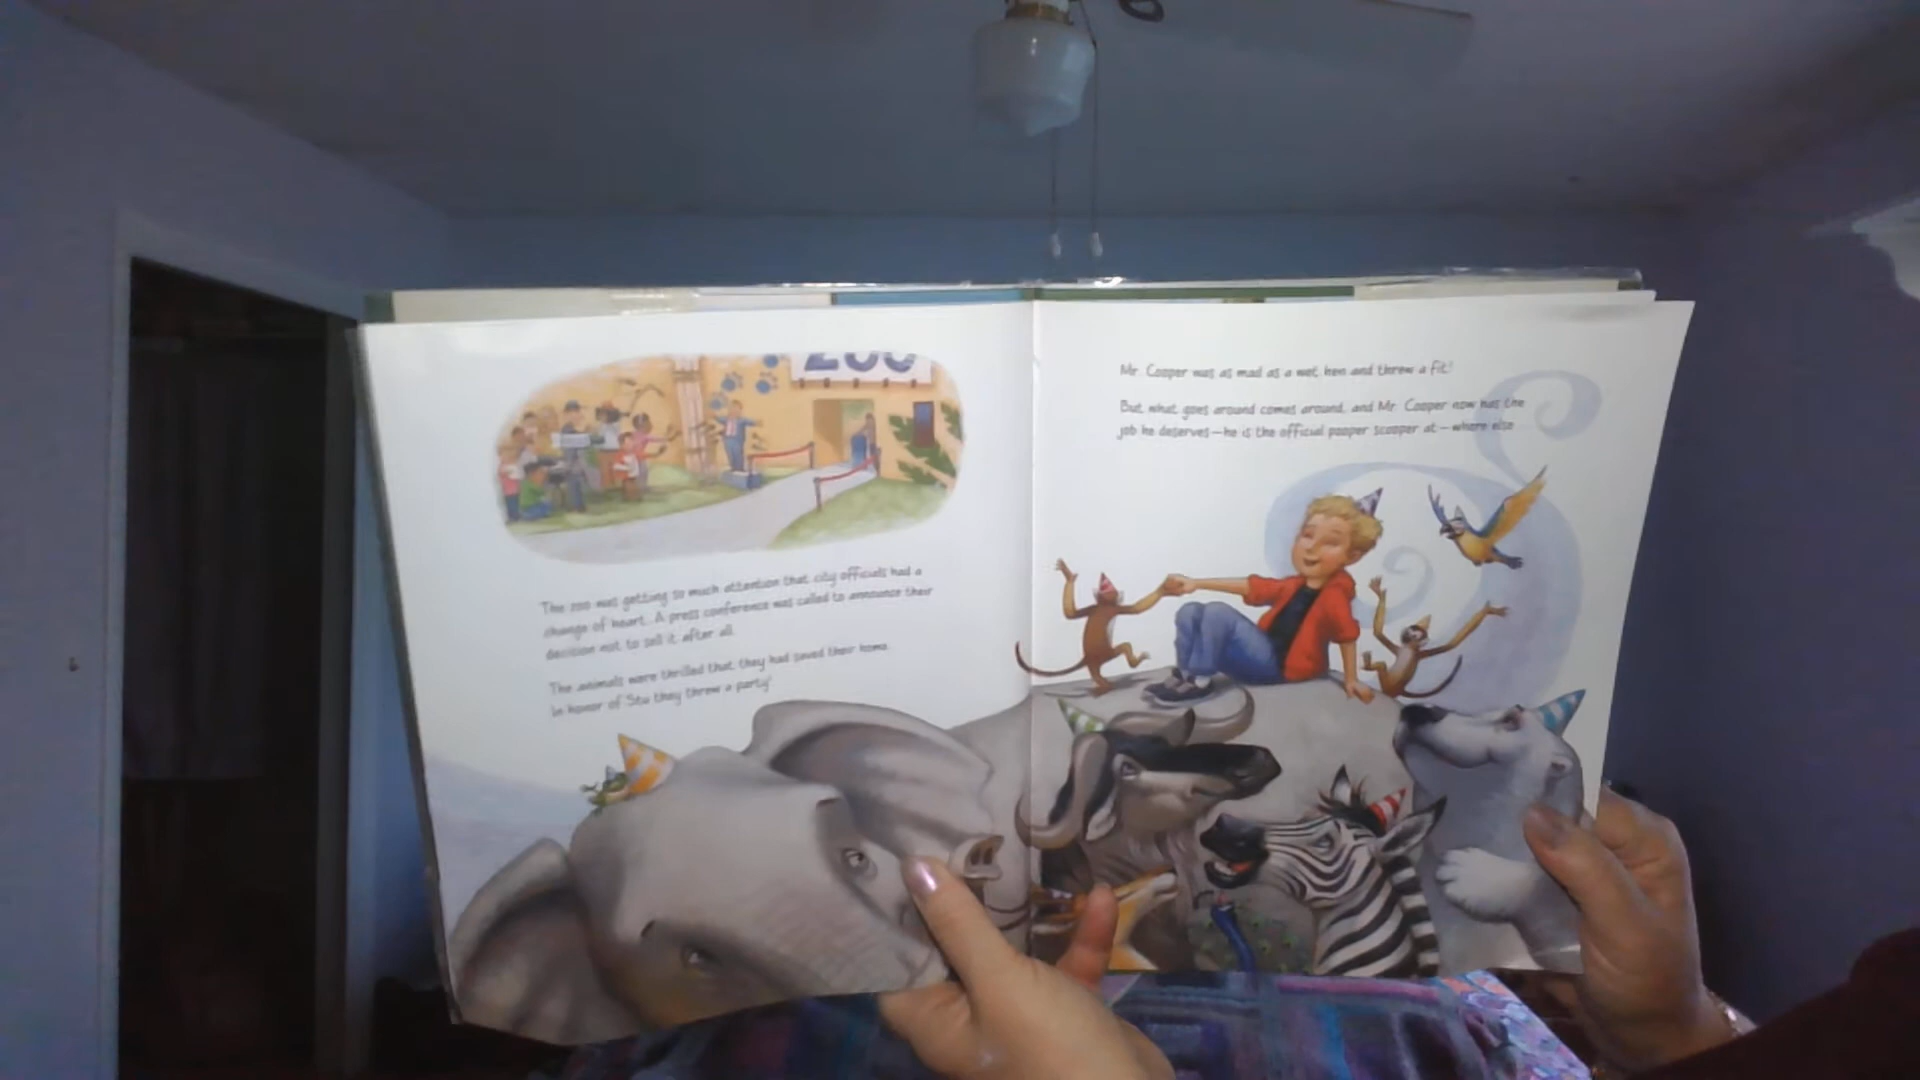 ZOO
The zoo was getting so much attention that city officials had a
change of heart. A press conference was called to announce their
decision not to sell it after all.
The animals were thrilled that they had saved their home.
In honor of Stu they threw a party!
Mr. Cooper was as mad as a wet hen and threw a fit!
But what goes around comes around, and Mr. Cooper now has the
job he deserves—he is the official pooper scooper at—where else